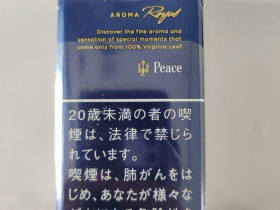 AROMA Royal
Discover the fine aroma and
sensation of special moments that
come only from 100% Virginia Leaf.
Peace
20歳未満の者の喫
煙は、法律で禁じら
れています。
喫煙は、肺がんをは
じめ、あなたが様々な